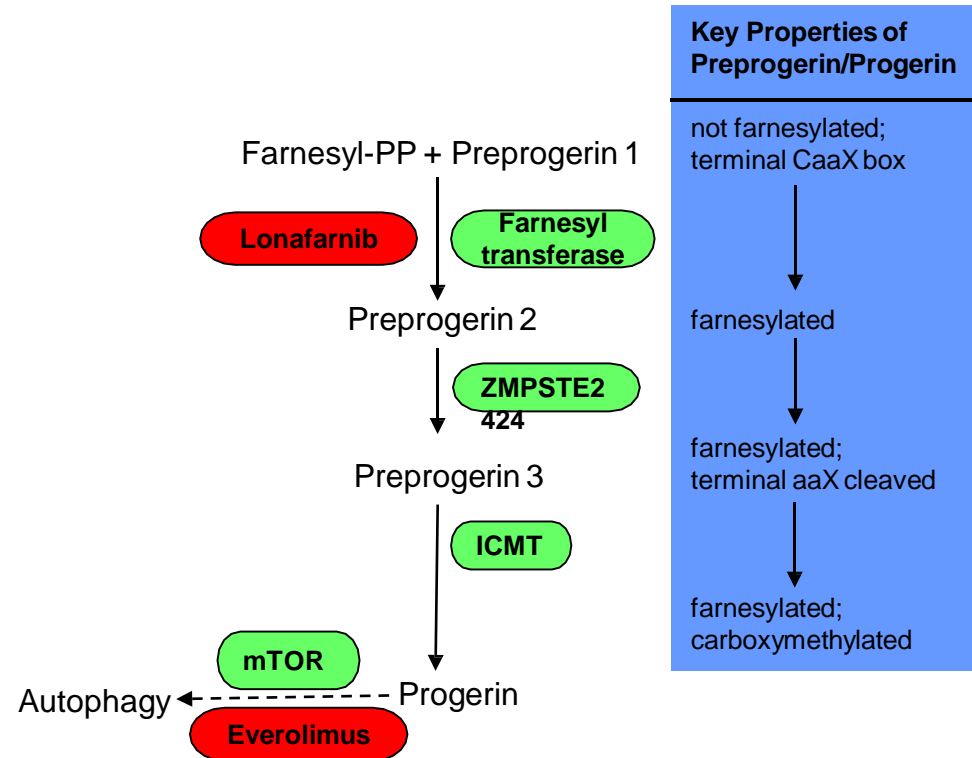 Key Properties of
Preprogerin/Progerin
not farnesylated;
terminal CaaX box
Farnesyl-PP + Preprogerin 1
Lonafarnib
Farnesyl
transferase
Preprogerin 2
farnesylated
ZMPSTE2
424
farnesylated;
terminal aaX cleaved
Preprogerin 3
ICMT
farnesylated;
carboxymethylated
mTOR
Autophagy
Progerin
Everolimus